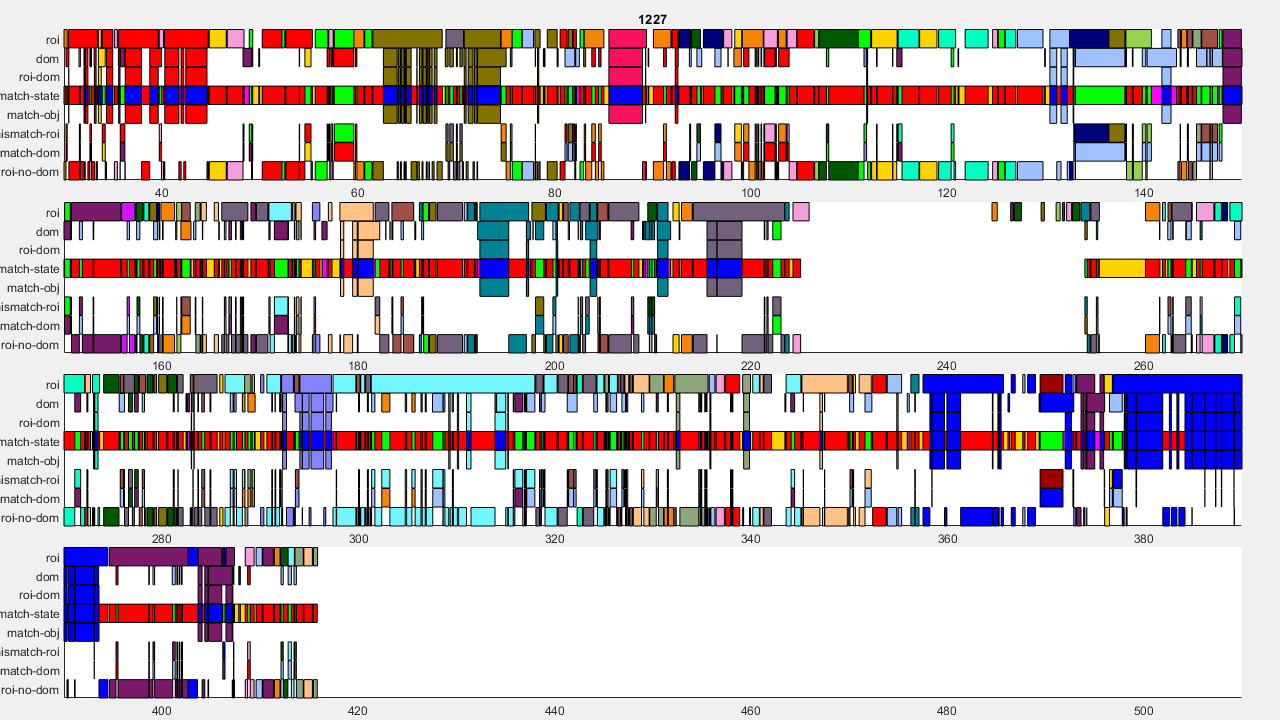 1227
roi
dom
roi-dom
match-state
match-obj
ismatch-roi
match-dom
roi-no-dom
40 60 80 100 120 140
roi
dom
roi-dom
match-state
match-obj
ismatch-roi
match-dom
roi-no-dom
160 180 200 220 240 260
roi
dom
roi-dom
match-state
match-obj
ismatch-roi
match-dom
roi-no-dom
280 300 320 340 360 380
roi
dom
roi-dom
match-state
match-obj
ismatch-roi
match-dom
roi-no-dom
400 420 440 460 480 500